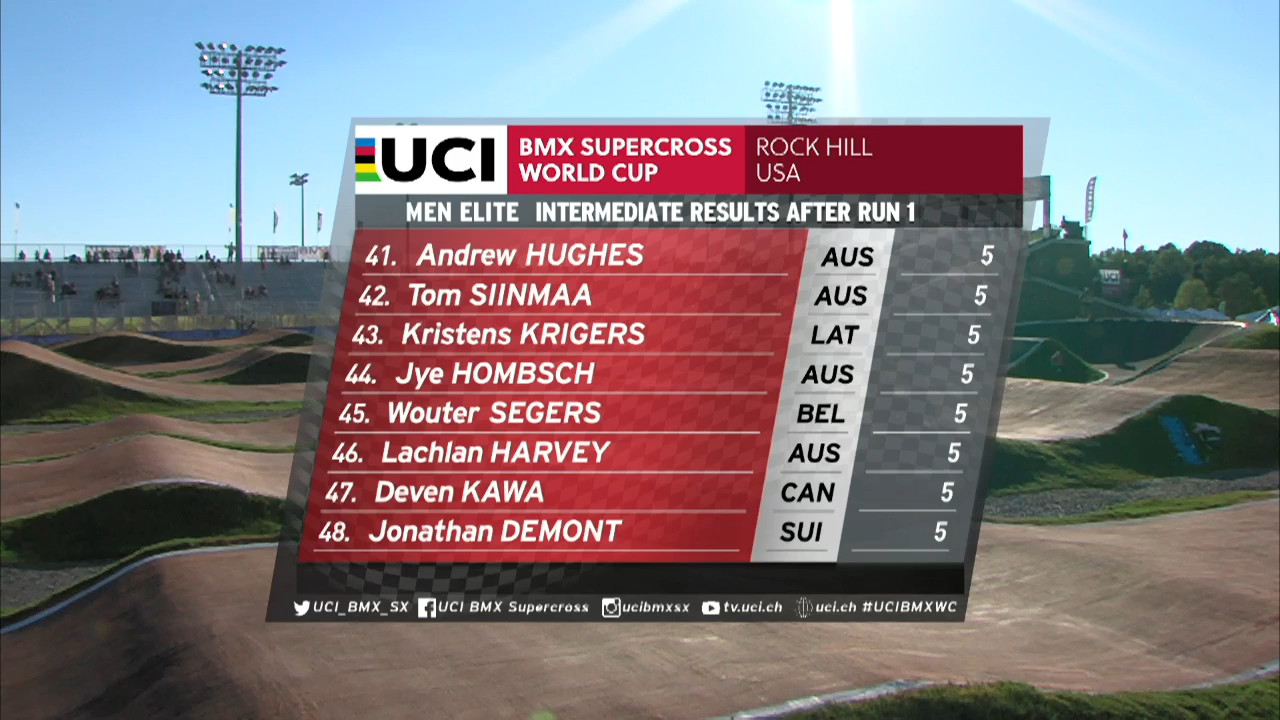 UCI
BMX SUPERCROSS
WORLD CUP
ROCK HILL
USA
MEN ELITE INTERMEDIATE RESULTS AFTER RUN 1
41. Andrew HUGHES AUS 5
42. Tom SIINMAA AUS 5
43. Kristens KRIGERS LAT 5
44. Jye HOMBSCH AUS 5
45. Wouter SEGERS BEL 5
46. Lachlan HARVEY AUS 5
47. Deven KAWA CAN 5
48. Jonathan DEMONT SUI 5
UCI_BMX_SX UCI BMX Supercross ucibmxsx tv.uci.ch uci.ch #UCIBMXWC
UCI